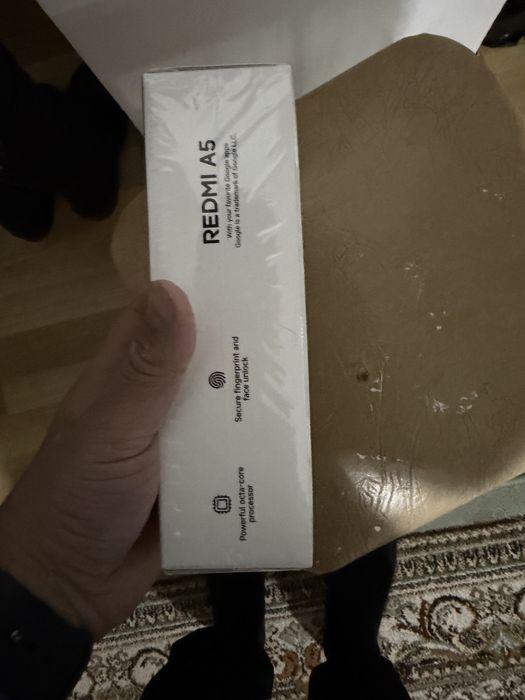 REDMI A5
With your favorite Google apps
Google is a trademark of Google LLC.
Secure fingerprint and
face unlock
Powerful octa-core
processor